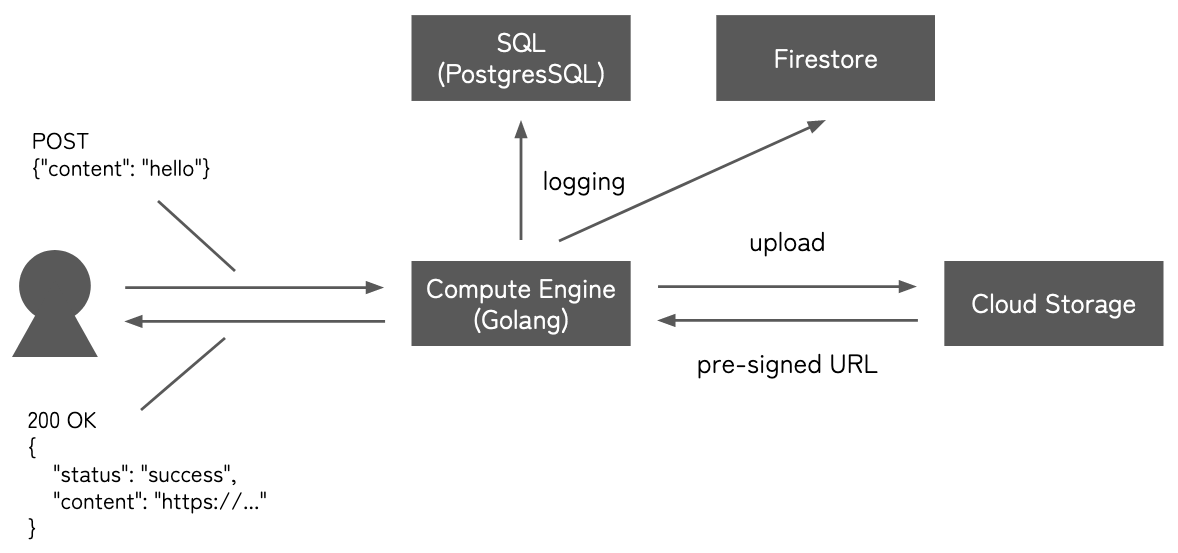 SQL
(PostgresSQL)
Firestore
POST
{"content": "hello"}
logging
upload
Compute Engine
(Golang)
Cloud Storage
pre-signed URL
200 OK
{
"status": "success",
"content": "https://..."
}